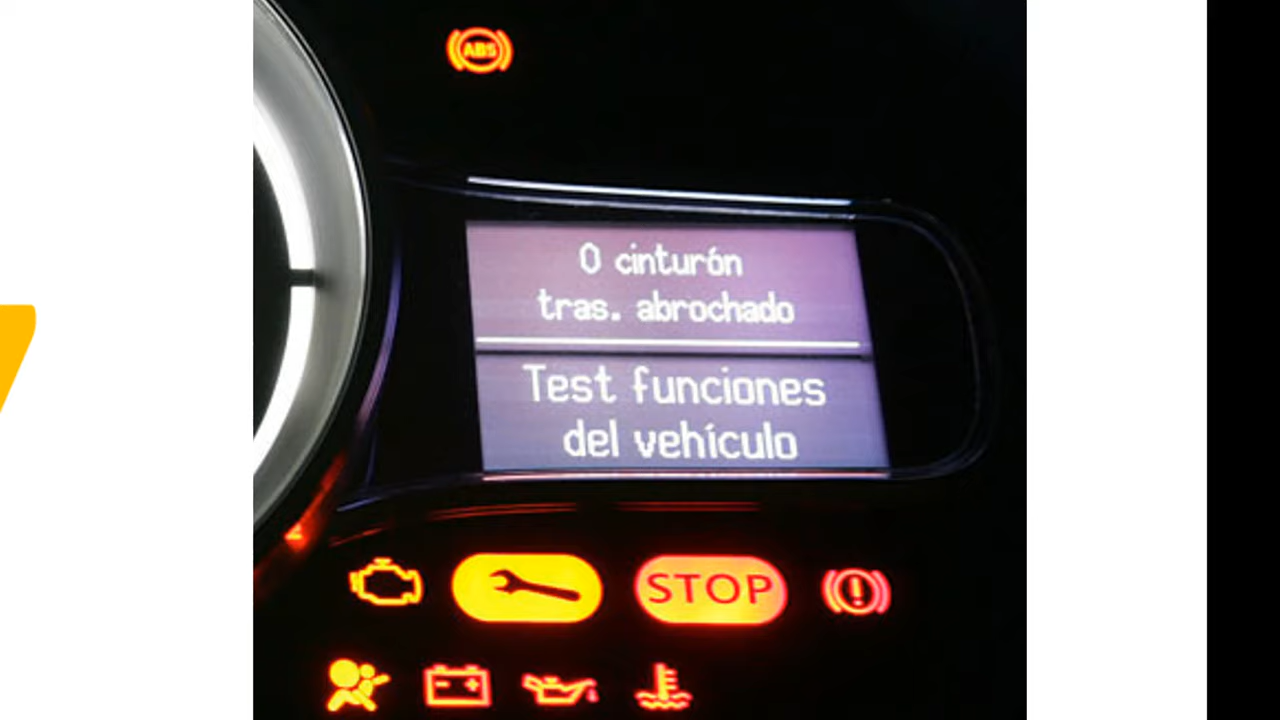 ABS
0 cinturón
tras. abrochado
Test funciones
del vehículo
STOP